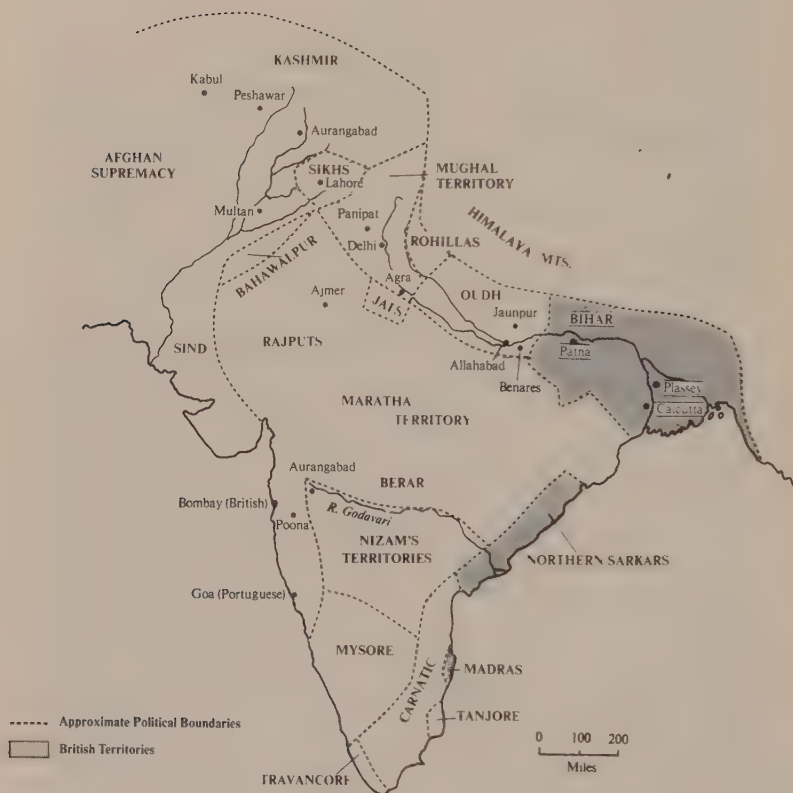 KASHMIR
Kabul
Peshawar
Aurangabad
AFGHAN
SUPREMACY
SIKHS
Lahore
MUGHAL
TERRITORY
Multan
Panipat
Delhi
HIMALAYA MTS.
ROHILLAS
BAHAWALPUR
Agra
JATS
OUDH
Ajmer
Jaunpur
BIHAR
Patna
SIND
RAJPUTS
Allahabad
Benares
Plassey
Calcutta
MARATHA
TERRITORY
Aurangabad
BERAR
Bombay (British)
R. Godavari
Poona
NIZAM'S
TERRITORIES
NORTHERN SARKARS
Goa (Portuguese)
MYSORE
CARNATIC
MADRAS
TANJORE
Approximate Political Boundaries
British Territories
0 100 200
Miles
TRAVANCORE